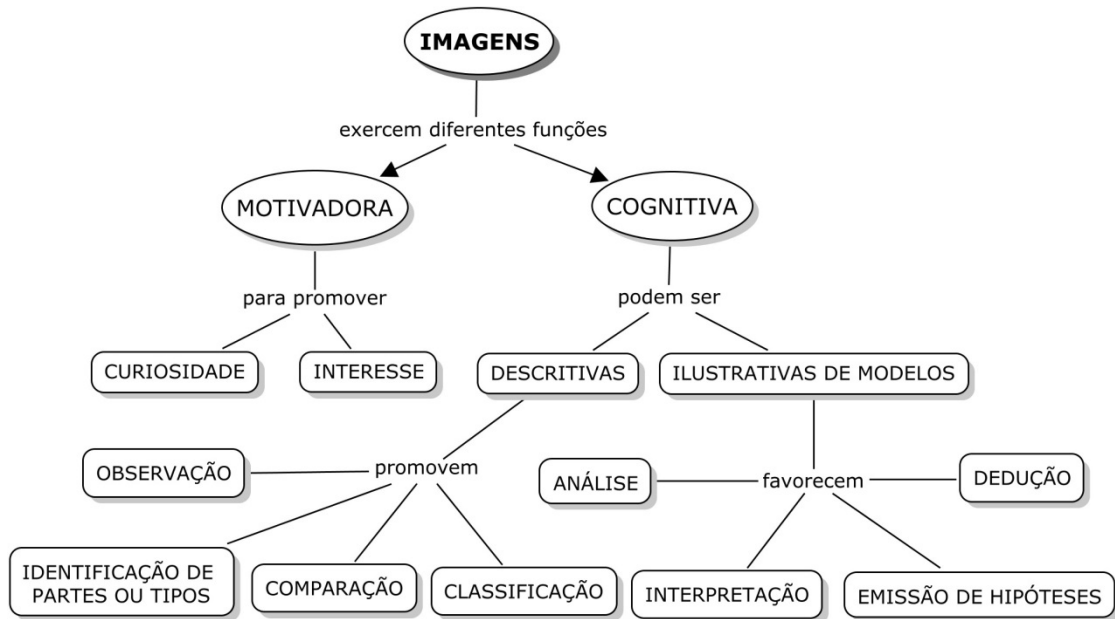 IMAGENS
exercem diferentes funções
MOTIVADORA
COGNITIVA
para promover
podem ser
CURIOSIDADE
INTERESSE
DESCRITIVAS
ILUSTRATIVAS DE MODELOS
OBSERVAÇÃO
promovem
ANÁLISE
favorecem
DEDUÇÃO
IDENTIFICAÇÃO DE
PARTES OU TIPOS
COMPARAÇÃO
CLASSIFICAÇÃO
INTERPRETAÇÃO
EMISSÃO DE HIPÓTESES